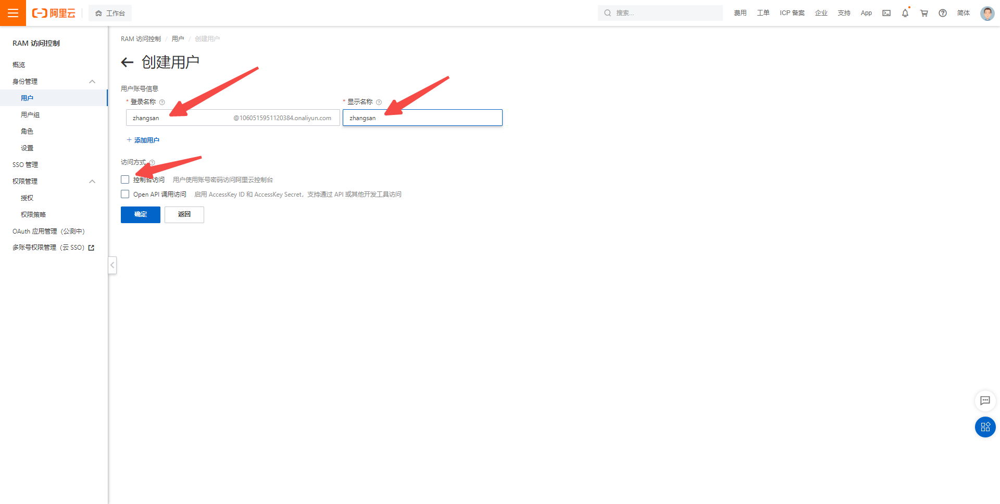 阿里云
工作台
搜索...
费用
工单
ICP 备案
企业
支持
App
简体
RAM 访问控制
概览
身份管理
用户
用户组
角色
设置
SSO 管理
权限管理
授权
权限策略
OAuth 应用管理（公测中）
多账号权限管理（云 SSO）
RAM 访问控制 / 用户 / 创建用户
创建用户
用户账号信息
* 登录名称
* 显示名称
zhangsan @1060515951120384.onaliyun.com
zhangsan
+ 添加用户
访问方式
控制台访问 用户使用账号密码访问阿里云控制台
Open API 调用访问 启用 AccessKey ID 和 AccessKey Secret，支持通过 API 或其他开发工具访问
确定
返回